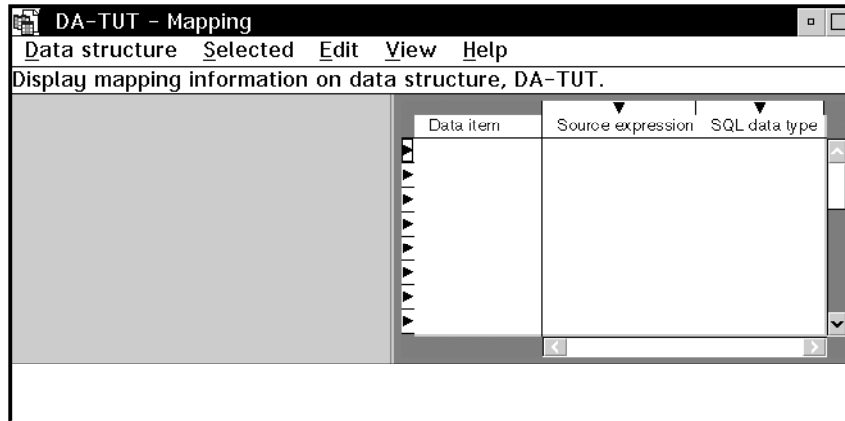 DA-TUT - Mapping
Data structure Selected Edit View Help
Display mapping information on data structure, DA-TUT.
Data item Source expression SQL data type